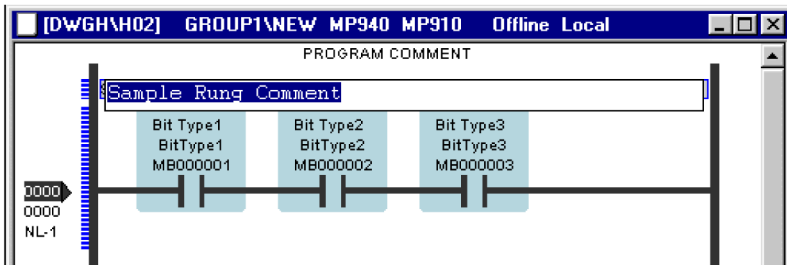 [DWGH\H02] GROUP1\NEW MP940 MP910 Offline Local
PROGRAM COMMENT
Sample Rung Comment
Bit Type1 Bit Type2 Bit Type3
BitType1 BitType2 BitType3
MB000001 MB000002 MB000003
0000
0000
NL-1